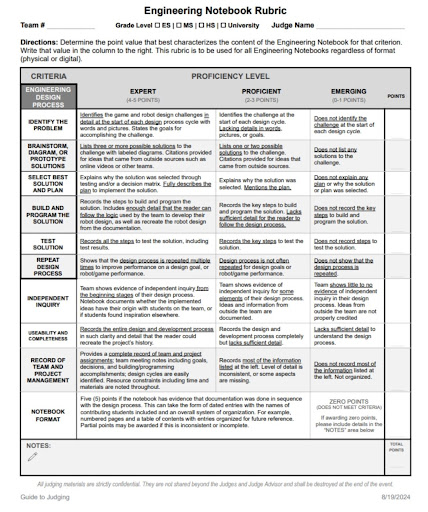 Engineering Notebook Rubric
Team # Grade Level ☐ ES | ☐ MS | ☐ HS | ☐ University Judge Name
Directions: Determine the point value that best characterizes the content of the Engineering Notebook for that criterion.
Write that value in the column to the right. This rubric is to be used for all Engineering Notebooks regardless of format
(physical or digital).
CRITERIA PROFICIENCY LEVEL
ENGINEERING
DESIGN
PROCESS
EXPERT
(4-5 POINTS)
PROFICIENT
(2-3 POINTS)
EMERGING
(0-1 POINTS)
POINTS
IDENTIFY THE
PROBLEM
Identifies the game and robot design challenges in
detail at the start of each design process cycle with
words and pictures. States the goals for
accomplishing the challenge.
Identifies the challenge at the
start of each design cycle.
Lacking details in words,
pictures, or goals.
Does not identify the
challenge at the start of
each design cycle.
BRAINSTORM,
DIAGRAM, OR
PROTOTYPE
SOLUTIONS
Lists three or more possible solutions to the
challenge with labeled diagrams. Citations provided
for ideas that came from outside sources such as
online videos or other teams.
Lists one or two possible
solutions to the challenge.
Citations provided for ideas that
came from outside sources.
Does not list any
solutions to the
challenge.
SELECT BEST
SOLUTION
AND PLAN
Explains why the solution was selected through
testing and/or a decision matrix. Fully describes the
plan to implement the solution.
Explains why the solution was
selected. Mentions the plan.
Does not explain any
plan or why the solution
or plan was selected.
BUILD AND
PROGRAM THE
SOLUTION
Records the steps to build and program the
solution. Includes enough detail that the reader can
follow the logic used by the team to develop their
robot design, as well as recreate the robot design
from the documentation.
Records the key steps to build
and program the solution. Lacks
sufficient detail for the reader to
follow the design process.
Does not record the key
steps to build and
program the solution.
TEST
SOLUTION
Records all the steps to test the solution, including
test results.
Records the key steps to test the
solution.
Does not record steps to
test the solution.
REPEAT
DESIGN
PROCESS
Shows that the design process is repeated multiple
times to improve performance on a design goal, or
robot/game performance.
Design process is not often
repeated for design goals or
robot/game performance.
Does not show that the
design process is
repeated.
INDEPENDENT
INQUIRY
Team shows evidence of independent inquiry from
the beginning stages of their design process.
Notebook documents whether the implemented
ideas have their origin with students on the team, or
if students found inspiration elsewhere.
Team shows evidence of
independent inquiry for some
elements of their design process.
Ideas and information from
outside the team are
documented.
Team shows little to no
evidence of independent
inquiry in their design
process. Ideas from
outside the team are not
properly credited
USEABILITY AND
COMPLETENESS
Records the entire design and development process
in such clarity and detail that the reader could
recreate the project's history.
Records the design and
development process completely
but lacks sufficient detail.
Lacks sufficient detail to
understand the design
process.
RECORD OF
TEAM AND
PROJECT
MANAGEMENT
Provides a complete record of team and project
assignments; team meeting notes including goals,
decisions, and building/programming
accomplishments; design cycles are easily
identified. Resource constraints including time and
materials are noted throughout.
Records most of the information
listed at the left. Level of detail is
inconsistent, or some aspects
are missing.
Does not record most of
the information listed at
the left. Not organized.
NOTEBOOK
FORMAT
Five (5) points if the notebook has evidence that documentation was done in sequence
with the design process. This can take the form of dated entries with the names of
contributing students included and an overall system of organization. For example,
numbered pages and a table of contents with entries organized for future reference.
Partial points may be awarded if this is inconsistent or incomplete.
ZERO POINTS
(DOES NOT MEET CRITERIA)
If awarding zero points,
please include details in the
"NOTES" area below
NOTES:
TOTAL
POINTS
All judging materials are strictly confidential. They are not shared beyond the Judges and Judge Advisor and shall be destroyed at the end of the event.
Guide to Judging 8/19/2024